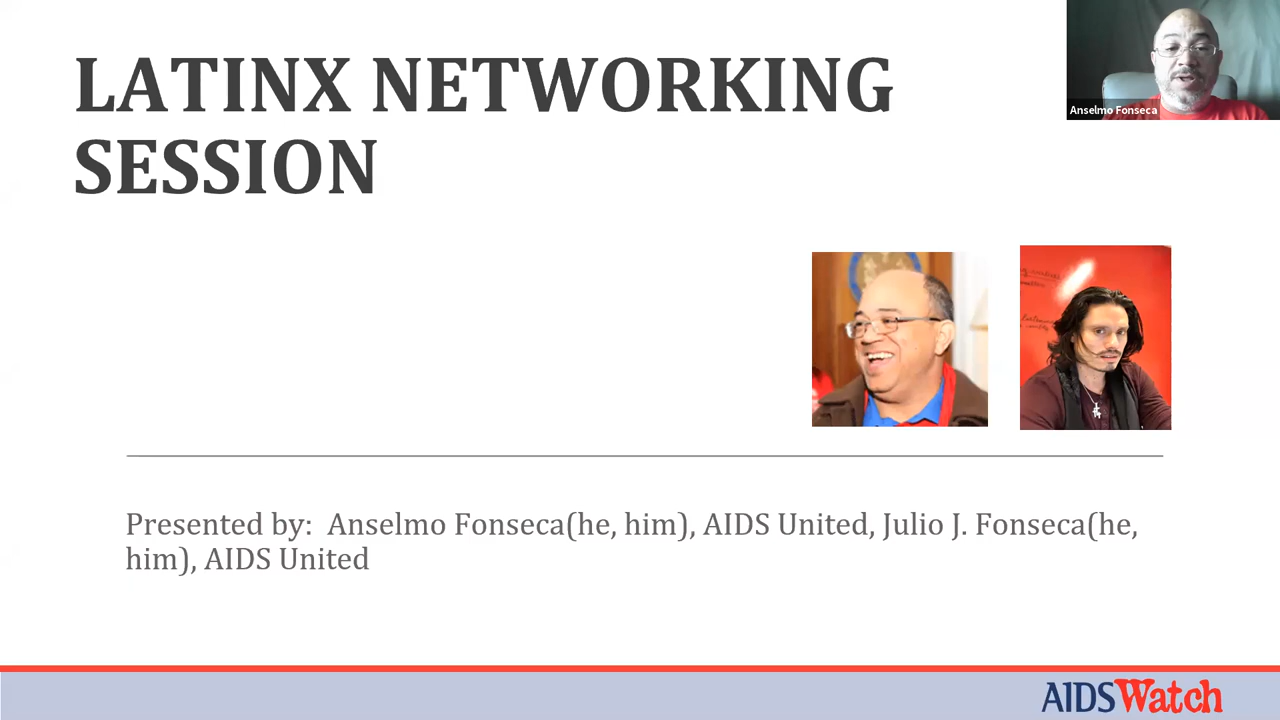 LATINX NETWORKING
SESSION
Anselmo Fonseca
Presented by:  Anselmo Fonseca(he, him), AIDS United, Julio J. Fonseca(he,
him), AIDS United
AIDSWatch